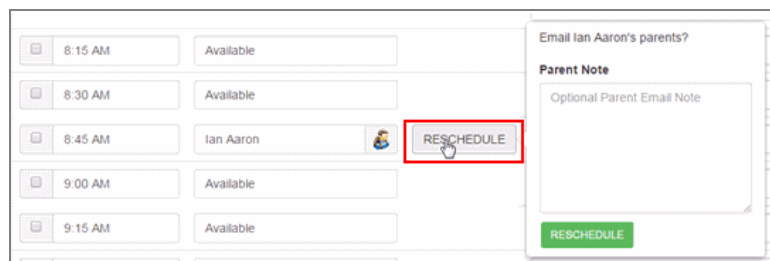 8:15 AM Available
8:30 AM Available
8:45 AM Ian Aaron RESCHEDULE
9:00 AM Available
9:15 AM Available
Email Ian Aaron's parents?
Parent Note
Optional Parent Email Note
RESCHEDULE